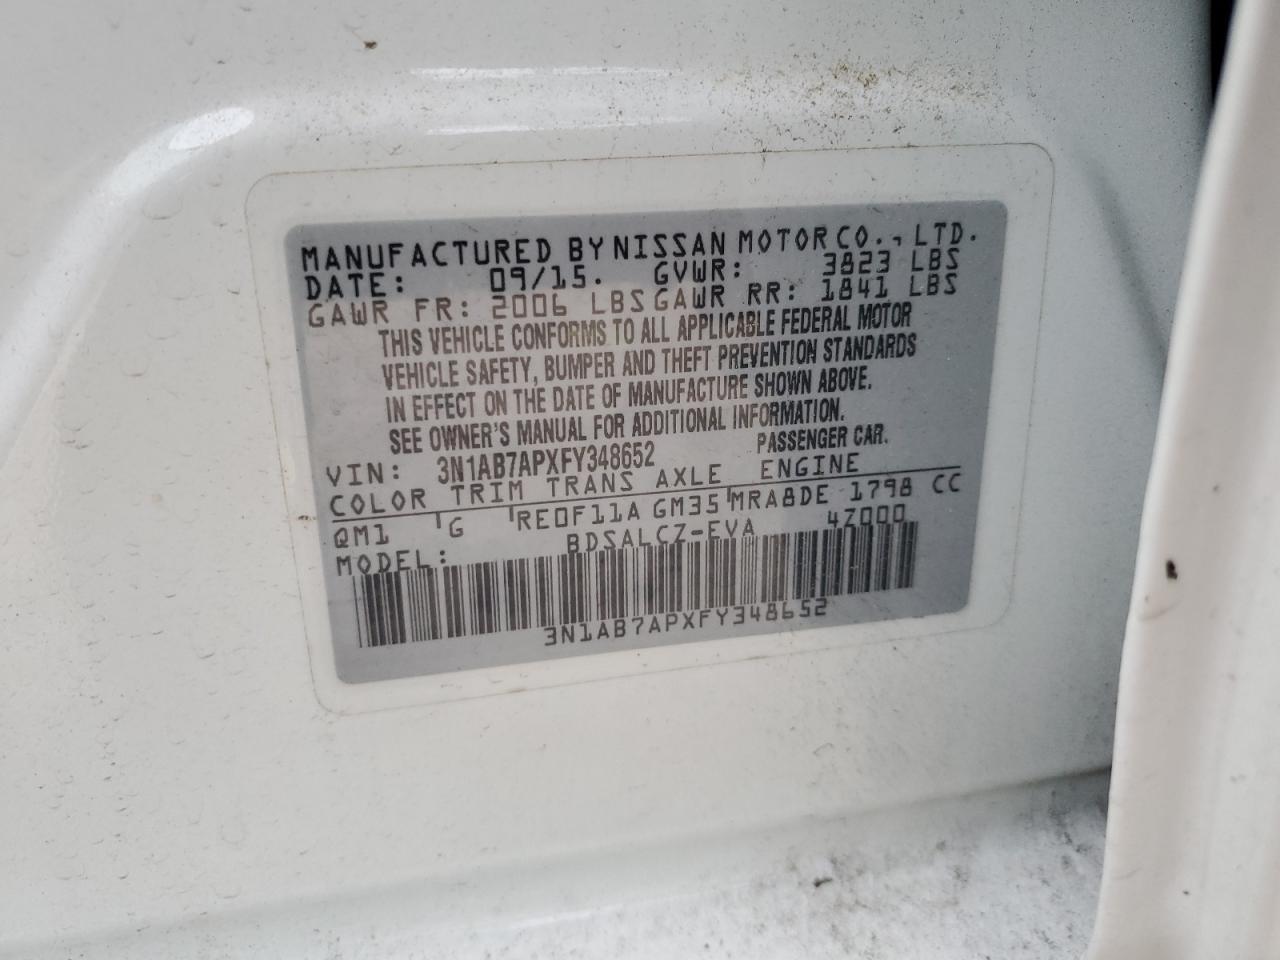 MANUFACTURED BY NISSAN MOTOR CO., LTD.
DATE: 09/15. GVWR: 3823 LBS
GAWR FR: 2006 LBS GAWR RR: 1841 LBS
THIS VEHICLE CONFORMS TO ALL APPLICABLE FEDERAL MOTOR
VEHICLE SAFETY, BUMPER AND THEFT PREVENTION STANDARDS
IN EFFECT ON THE DATE OF MANUFACTURE SHOWN ABOVE.
SEE OWNER'S MANUAL FOR ADDITIONAL INFORMATION.
VIN: 3N1AB7APXFY348652 PASSENGER CAR.
COLOR TRIM TRANS AXLE ENGINE
QM1 G RE0F11A GM35 MRA8DE 1798 CC
MODEL: BDSALCZ-EVA 4Z000
3N1AB7APXFY348652